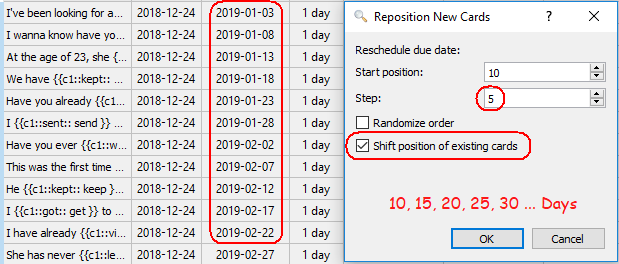 I've been looking for a... 2018-12-24 2019-01-03 1 day
I wanna know have yo... 2018-12-24 2019-01-08 1 day
At the age of 23, she {... 2018-12-24 2019-01-13 1 day
We have {{c1::kept:: ... 2018-12-24 2019-01-18 1 day
Have you already {{c1... 2018-12-24 2019-01-23 1 day
I {{c1::sent:: send }} ... 2018-12-24 2019-01-28 1 day
Have you ever {{c1::w... 2018-12-24 2019-02-02 1 day
This was the first time ... 2018-12-24 2019-02-07 1 day
He {{c1::kept:: keep }... 2018-12-24 2019-02-12 1 day
I {{c1::got:: get }} to ... 2018-12-24 2019-02-17 1 day
I have already {{c1::vi... 2018-12-24 2019-02-22 1 day
She has never {{c1::le... 2018-12-24 2019-02-27 1 day
Reposition New Cards ? ×
Reschedule due date:
Start position: 10
Step: 5
Randomize order
Shift position of existing cards
10, 15, 20, 25, 30 ... Days
OK Cancel